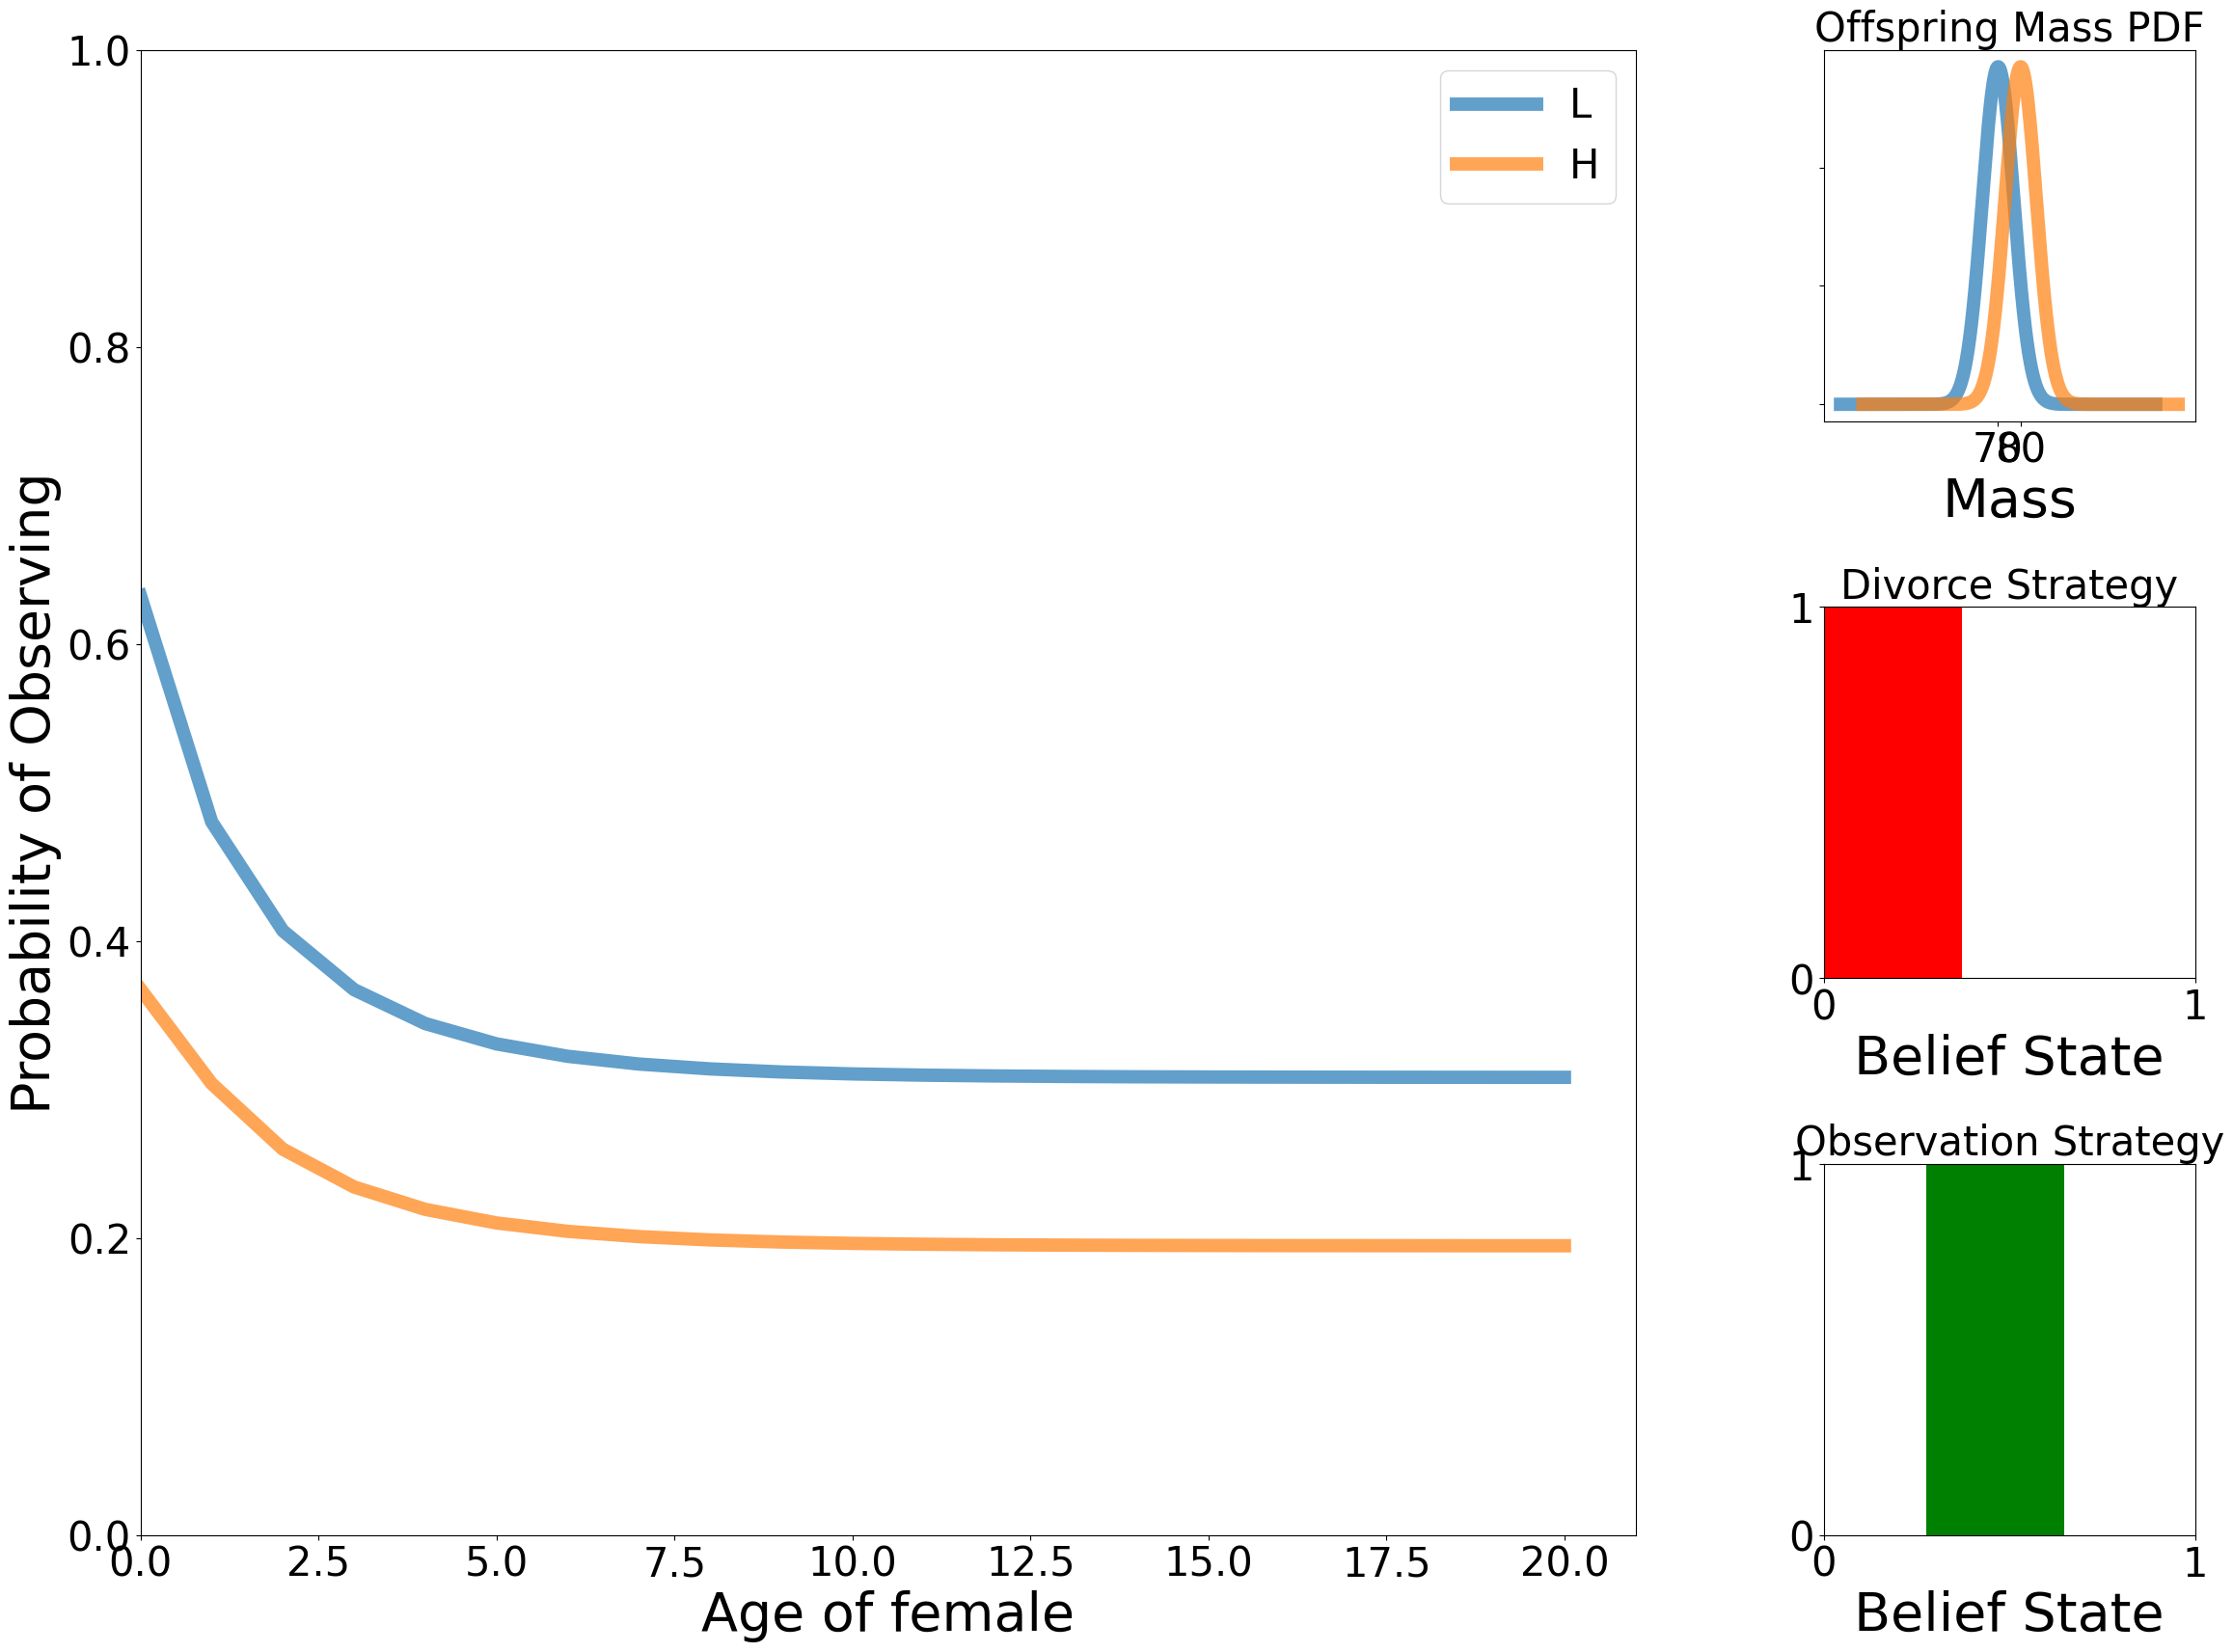 Probability of Observing
1.0
0.8
0.6
0.4
0.2
0.0
0.0 2.5 5.0 7.5 10.0 12.5 15.0 17.5 20.0
Age of female
L
H
Offspring Mass PDF
70 80
Mass
Divorce Strategy
1
0
0 1
Belief State
Observation Strategy
1
0
0 1
Belief State